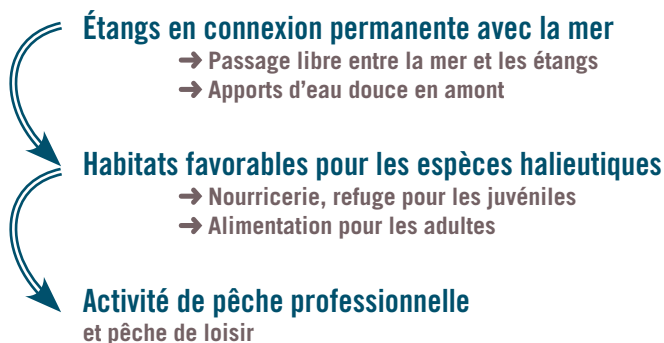 Étangs en connexion permanente avec la mer
➜ Passage libre entre la mer et les étangs
➜ Apports d’eau douce en amont
Habitats favorables pour les espèces halieutiques
➜ Nourricerie, refuge pour les juvéniles
➜ Alimentation pour les adultes
Activité de pêche professionnelle
et pêche de loisir